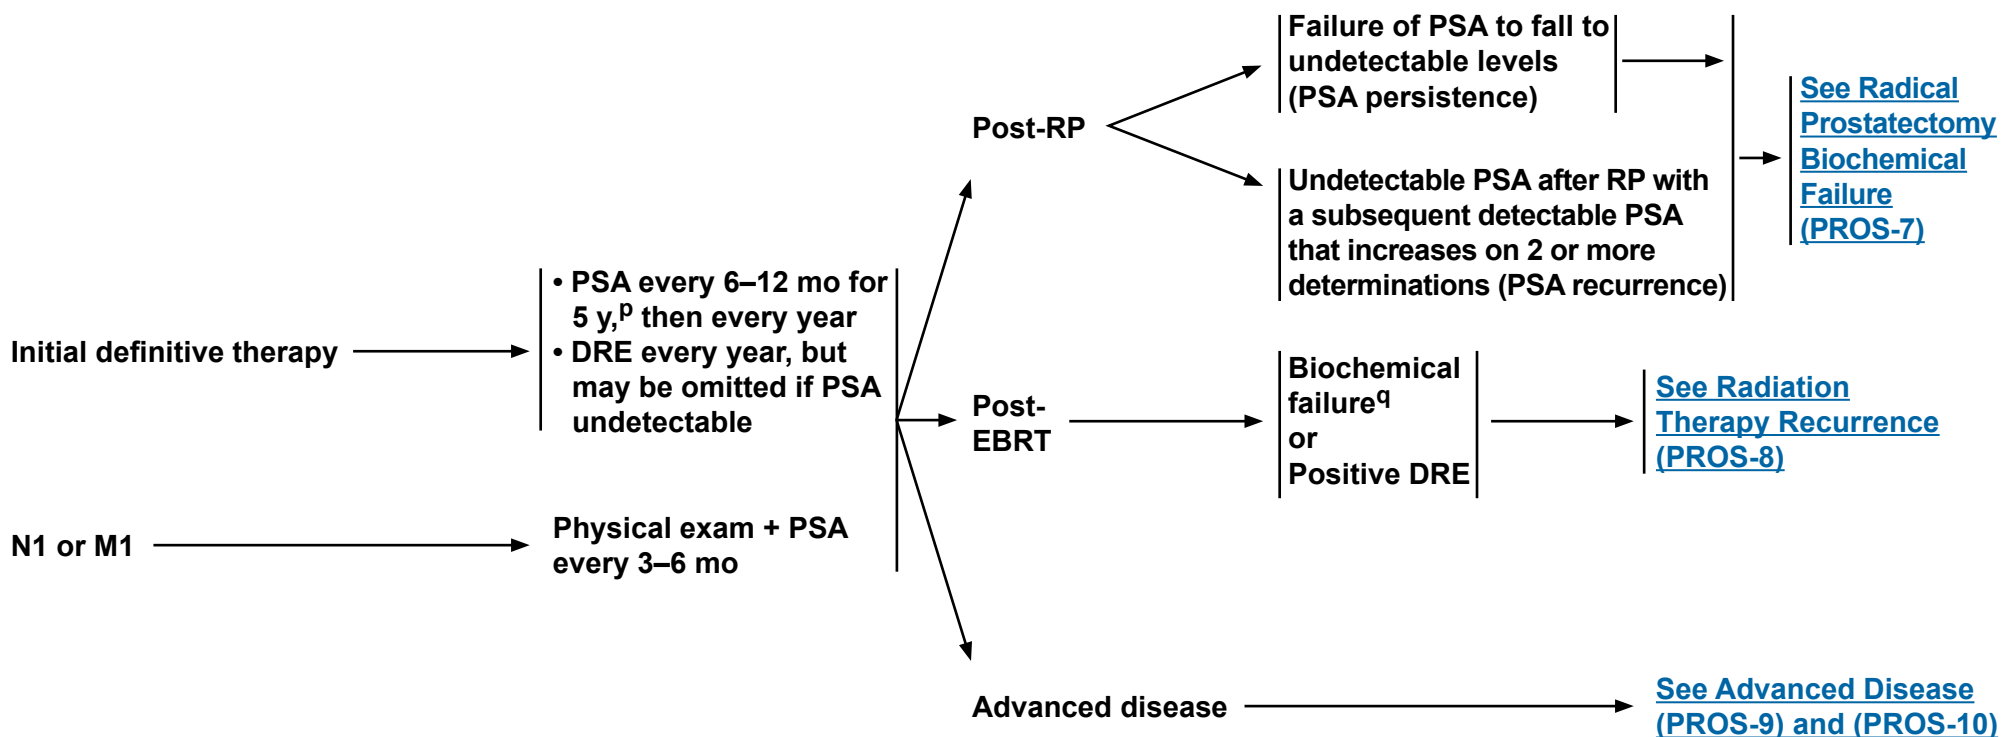 Initial definitive therapy
• PSA every 6–12 mo for
5 y,p then every year
• DRE every year, but
may be omitted if PSA
undetectable
N1 or M1
Physical exam + PSA
every 3–6 mo
Post-RP
Failure of PSA to fall to
undetectable levels
(PSA persistence)
Undetectable PSA after RP with
a subsequent detectable PSA
that increases on 2 or more
determinations (PSA recurrence)
See Radical
Prostatectomy
Biochemical
Failure
(PROS-7)
Post-
EBRT
Biochemical
failureq
or
Positive DRE
See Radiation
Therapy Recurrence
(PROS-8)
Advanced disease
See Advanced Disease
(PROS-9) and (PROS-10)